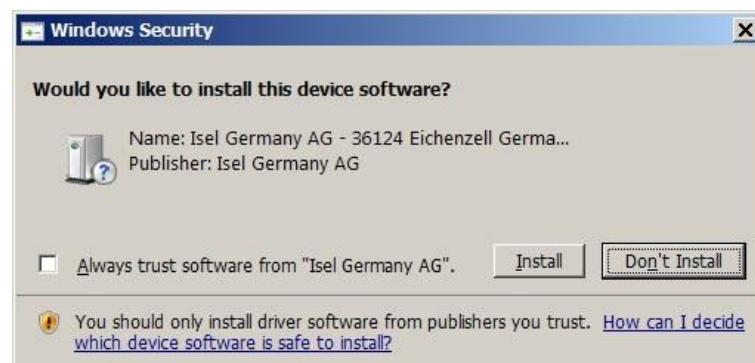 Windows Security
Would you like to install this device software?
Name: Isel Germany AG - 36124 Eichenzell Germa...
Publisher: Isel Germany AG
Always trust software from "Isel Germany AG".
Install
Don't Install
You should only install driver software from publishers you trust. How can I decide
which device software is safe to install?